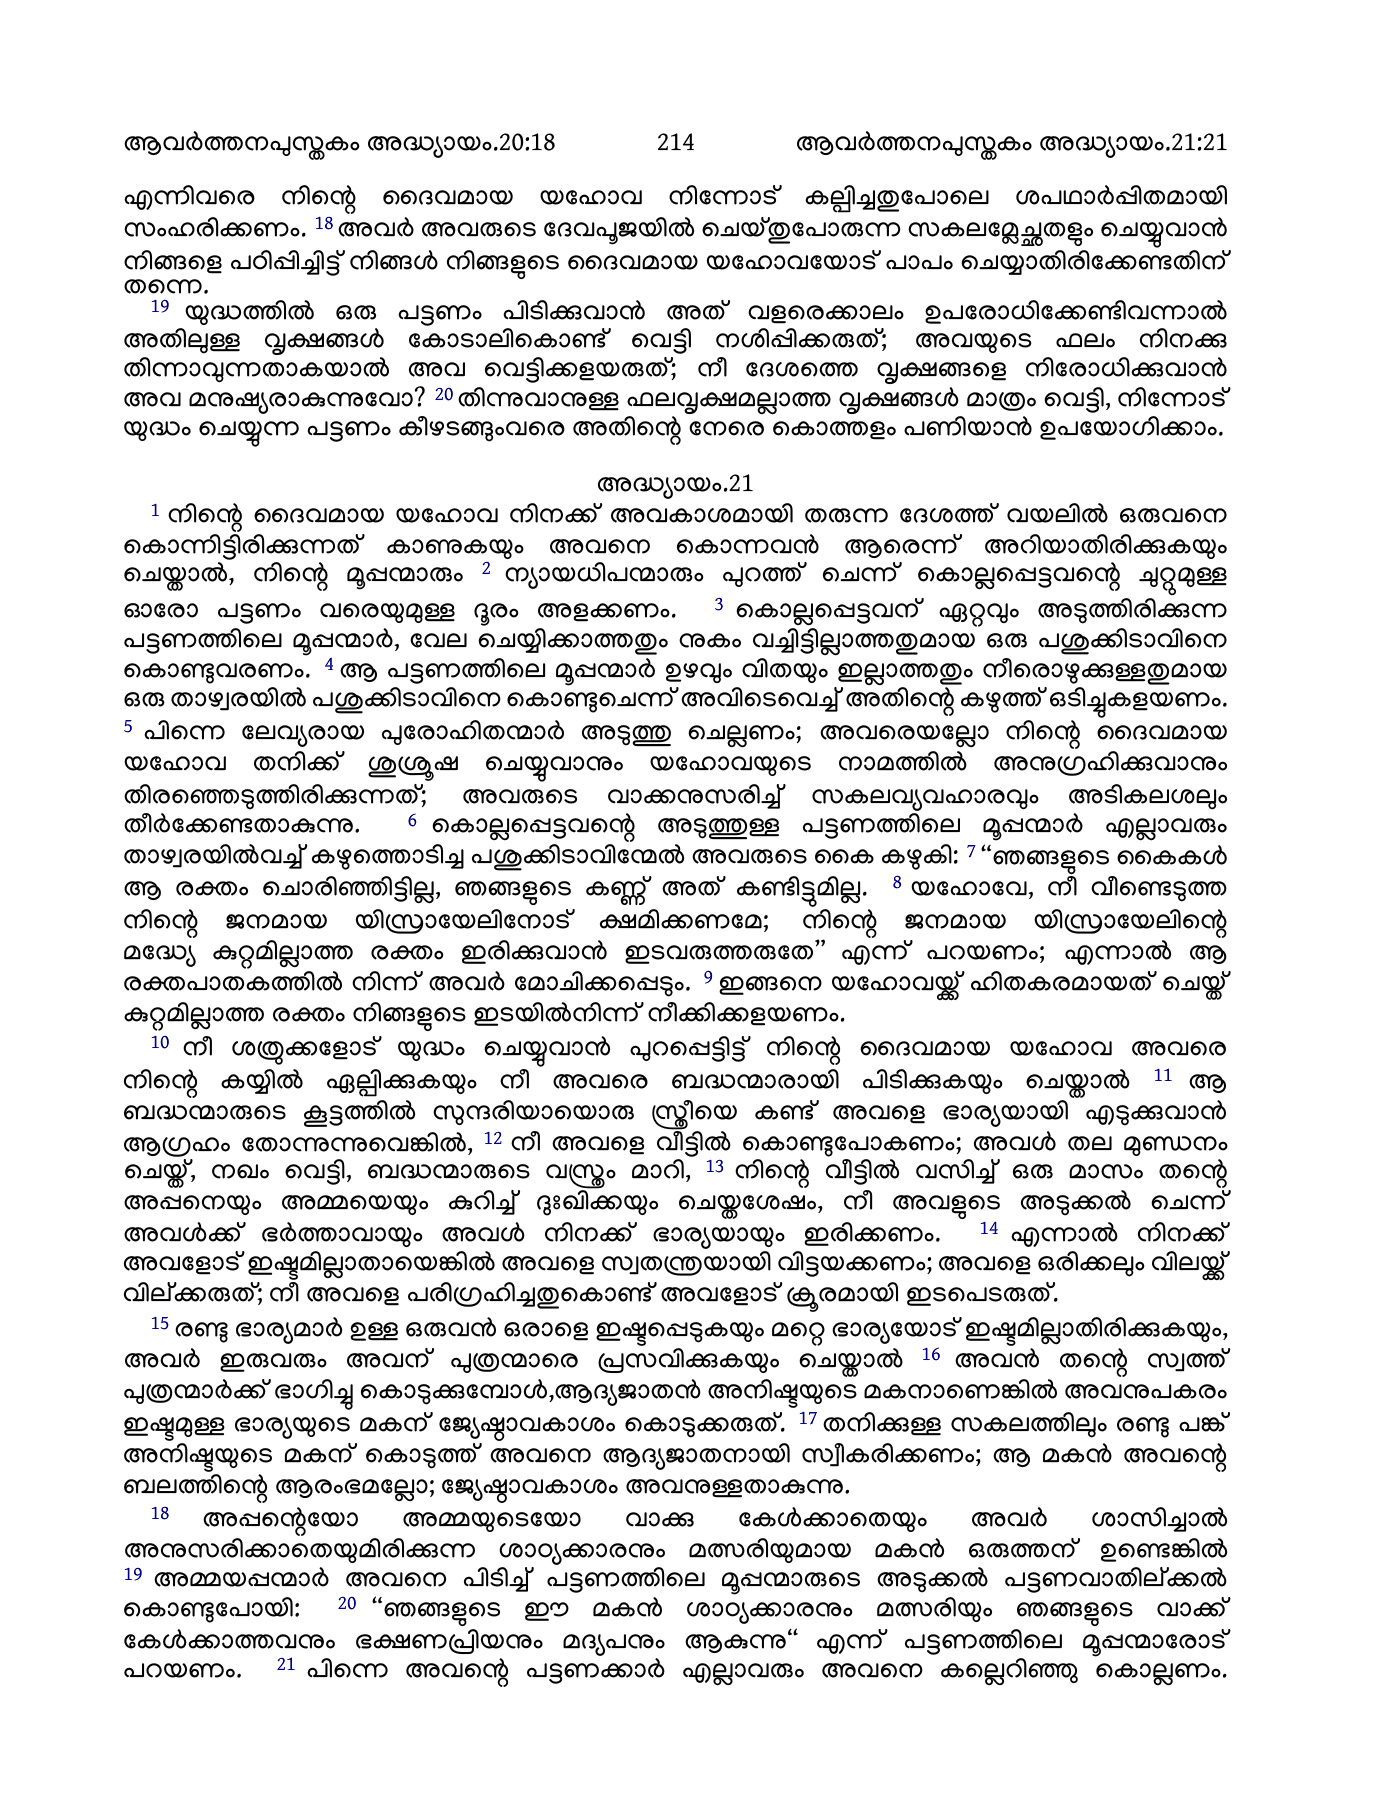 ആവർത്തനപുസ്തകം അദ്ധ്യായം.20:18 214 ആവർത്തനപുസ്തകം അദ്ധ്യായം.21:21
എന്നിവരെ നിന്റെ ദൈവമായ യഹോവ നിന്നോട് കല്പിച്ചതുപോലെ ശപഥാർപ്പിതമായി
സംഹരിക്കണം. 18 അവർ അവരുടെ ദേവപൂജയിൽ ചെയ്തുപോരുന്ന സകലമ്ലേച്ഛതളും ചെയ്യുവാൻ
നിങ്ങളെ പഠിപ്പിച്ചിട്ട് നിങ്ങൾ നിങ്ങളുടെ ദൈവമായ യഹോവയോട് പാപം ചെയ്യാതിരിക്കേണ്ടതിന്
തന്നെ.
19 യുദ്ധത്തിൽ ഒരു പട്ടണം പിടിക്കുവാൻ അത് വളരെക്കാലം ഉപരോധിക്കേണ്ടിവന്നാൽ
അതിലുള്ള വൃക്ഷങ്ങൾ കോടാലികൊണ്ട് വെട്ടി നശിപ്പിക്കരുത്; അവയുടെ ഫലം നിനക്കു
തിന്നാവുന്നതാകയാൽ അവ വെട്ടിക്കളയരുത്; നീ ദേശത്തെ വൃക്ഷങ്ങളെ നിരോധിക്കുവാൻ
അവ മനുഷ്യരാകുന്നുവോ? 20 തിന്നുവാനുള്ള ഫലവൃക്ഷമല്ലാത്ത വൃക്ഷങ്ങൾ മാത്രം വെട്ടി, നിന്നോട്
യുദ്ധം ചെയ്യുന്ന പട്ടണം കീഴടങ്ങുംവരെ അതിന്റെ നേരെ കൊത്തളം പണിയാൻ ഉപയോഗിക്കാം.
അദ്ധ്യായം.21
1 നിന്റെ ദൈവമായ യഹോവ നിനക്ക് അവകാശമായി തരുന്ന ദേശത്ത് വയലിൽ ഒരുവനെ
കൊന്നിട്ടിരിക്കുന്നത് കാണുകയും അവനെ കൊന്നവൻ ആരെന്ന് അറിയാതിരിക്കുകയും
ചെയ്താൽ, നിന്റെ മൂപ്പന്മാരും 2 ന്യായധിപന്മാരും പുറത്ത് ചെന്ന് കൊല്ലപ്പെട്ടവന്റെ ചുറ്റുമുള്ള
ഓരോ പട്ടണം വരെയുമുള്ള ദൂരം അളക്കണം. 3 കൊല്ലപ്പെട്ടവന് ഏറ്റവും അടുത്തിരിക്കുന്ന
പട്ടണത്തിലെ മൂപ്പന്മാർ, വേല ചെയ്യിക്കാത്തതും നുകം വച്ചിട്ടില്ലാത്തതുമായ ഒരു പശുക്കിടാവിനെ
കൊണ്ടുവരണം. 4 ആ പട്ടണത്തിലെ മൂപ്പന്മാർ ഉഴവും വിതയും ഇല്ലാത്തതും നീരൊഴുക്കുള്ളതുമായ
ഒരു താഴ്വരയിൽ പശുക്കിടാവിനെ കൊണ്ടുചെന്ന് അവിടെവെച്ച് അതിന്റെ കഴുത്ത് ഒടിച്ചുകളയണം.
5 പിന്നെ ലേവ്യരായ പുരോഹിതന്മാർ അടുത്തു ചെല്ലണം; അവരെയല്ലോ നിന്റെ ദൈവമായ
യഹോവ തനിക്ക് ശുശ്രൂഷ ചെയ്യുവാനും യഹോവയുടെ നാമത്തിൽ അനുഗ്രഹിക്കുവാനും
തിരഞ്ഞെടുത്തിരിക്കുന്നത്; അവരുടെ വാക്കനുസരിച്ച് സകലവ്യവഹാരവും അടികലശലും
തീർക്കേണ്ടതാകുന്നു. 6 കൊല്ലപ്പെട്ടവന്റെ അടുത്തുള്ള പട്ടണത്തിലെ മൂപ്പന്മാർ എല്ലാവരും
താഴ്വരയിൽവച്ച് കഴുത്തൊടിച്ച പശുക്കിടാവിന്മേൽ അവരുടെ കൈ കഴുകി: 7 “ഞങ്ങളുടെ കൈകൾ
ആ രക്തം ചൊരിഞ്ഞിട്ടില്ല, ഞങ്ങളുടെ കണ്ണ് അത് കണ്ടിട്ടുമില്ല. 8 യഹോവേ, നീ വീണ്ടെടുത്ത
നിന്റെ ജനമായ യിസ്രായേലിനോട് ക്ഷമിക്കണമേ; നിന്റെ ജനമായ യിസ്രായേലിന്റെ
മദ്ധ്യേ കുറ്റമില്ലാത്ത രക്തം ഇരിക്കുവാൻ ഇടവരുത്തരുതേ” എന്ന് പറയണം; എന്നാൽ ആ
രക്തപാതകത്തിൽ നിന്ന് അവർ മോചിക്കപ്പെടും. 9 ഇങ്ങനെ യഹോവയ്ക്ക് ഹിതകരമായത് ചെയ്ത്
കുറ്റമില്ലാത്ത രക്തം നിങ്ങളുടെ ഇടയിൽനിന്ന് നീക്കിക്കളയണം.
10 നീ ശത്രുക്കളോട് യുദ്ധം ചെയ്യുവാൻ പുറപ്പെട്ടിട്ട് നിന്റെ ദൈവമായ യഹോവ അവരെ
നിന്റെ കയ്യിൽ ഏല്പിക്കുകയും നീ അവരെ ബദ്ധന്മാരായി പിടിക്കുകയും ചെയ്താൽ 11 ആ
ബദ്ധന്മാരുടെ കൂട്ടത്തിൽ സുന്ദരിയായൊരു സ്ത്രീയെ കണ്ട് അവളെ ഭാര്യയായി എടുക്കുവാൻ
ആഗ്രഹം തോന്നുന്നുവെങ്കിൽ, 12 നീ അവളെ വീട്ടിൽ കൊണ്ടുപോകണം; അവൾ തല മുണ്ഡനം
ചെയ്ത്, നഖം വെട്ടി, ബദ്ധന്മാരുടെ വസ്ത്രം മാറി, 13 നിന്റെ വീട്ടിൽ വസിച്ച് ഒരു മാസം തന്റെ
അപ്പനെയും അമ്മയെയും കുറിച്ച് ദുഃഖിക്കയും ചെയ്തശേഷം, നീ അവളുടെ അടുക്കൽ ചെന്ന്
അവൾക്ക് ഭർത്താവായും അവൾ നിനക്ക് ഭാര്യയായും ഇരിക്കണം. 14 എന്നാൽ നിനക്ക്
അവളോട് ഇഷ്ടമില്ലാതായെങ്കിൽ അവളെ സ്വതന്ത്രയായി വിട്ടയക്കണം; അവളെ ഒരിക്കലും വിലയ്ക്ക്
വില്ക്കരുത്; നീ അവളെ പരിഗ്രഹിച്ചതുകൊണ്ട് അവളോട് ക്രൂരമായി ഇടപെടരുത്.
15 രണ്ടു ഭാര്യമാർ ഉള്ള ഒരുവൻ ഒരാളെ ഇഷ്ടപ്പെടുകയും മറ്റെ ഭാര്യയോട് ഇഷ്ടമില്ലാതിരിക്കുകയും,
അവർ ഇരുവരും അവന് പുത്രന്മാരെ പ്രസവിക്കുകയും ചെയ്താൽ 16 അവൻ തന്റെ സ്വത്ത്
പുത്രന്മാർക്ക് ഭാഗിച്ചു കൊടുക്കുമ്പോൾ,ആദ്യജാതൻ അനിഷ്ടയുടെ മകനാണെങ്കിൽ അവനുപകരം
ഇഷ്ടമുള്ള ഭാര്യയുടെ മകന് ജ്യേഷ്ഠാവകാശം കൊടുക്കരുത്. 17 തനിക്കുള്ള സകലത്തിലും രണ്ടു പങ്ക്
അനിഷ്ടയുടെ മകന് കൊടുത്ത് അവനെ ആദ്യജാതനായി സ്വീകരിക്കണം; ആ മകൻ അവന്റെ
ബലത്തിന്റെ ആരംഭമല്ലോ; ജ്യേഷ്ഠാവകാശം അവനുള്ളതാകുന്നു.
18 അപ്പന്റെയോ അമ്മയുടെയോ വാക്കു കേൾക്കാതെയും അവർ ശാസിച്ചാൽ
അനുസരിക്കാതെയുമിരിക്കുന്ന ശാഠ്യക്കാരനും മത്സരിയുമായ മകൻ ഒരുത്തന് ഉണ്ടെങ്കിൽ
19 അമ്മയപ്പന്മാർ അവനെ പിടിച്ച് പട്ടണത്തിലെ മൂപ്പന്മാരുടെ അടുക്കൽ പട്ടണവാതില്ക്കൽ
കൊണ്ടുപോയി: 20 “ഞങ്ങളുടെ ഈ മകൻ ശാഠ്യക്കാരനും മത്സരിയും ഞങ്ങളുടെ വാക്ക്
കേൾക്കാത്തവനും ഭക്ഷണപ്രിയനും മദ്യപനും ആകുന്നു“ എന്ന് പട്ടണത്തിലെ മൂപ്പന്മാരോട്
പറയണം. 21 പിന്നെ അവന്റെ പട്ടണക്കാർ എല്ലാവരും അവനെ കല്ലെറിഞ്ഞു കൊല്ലണം.